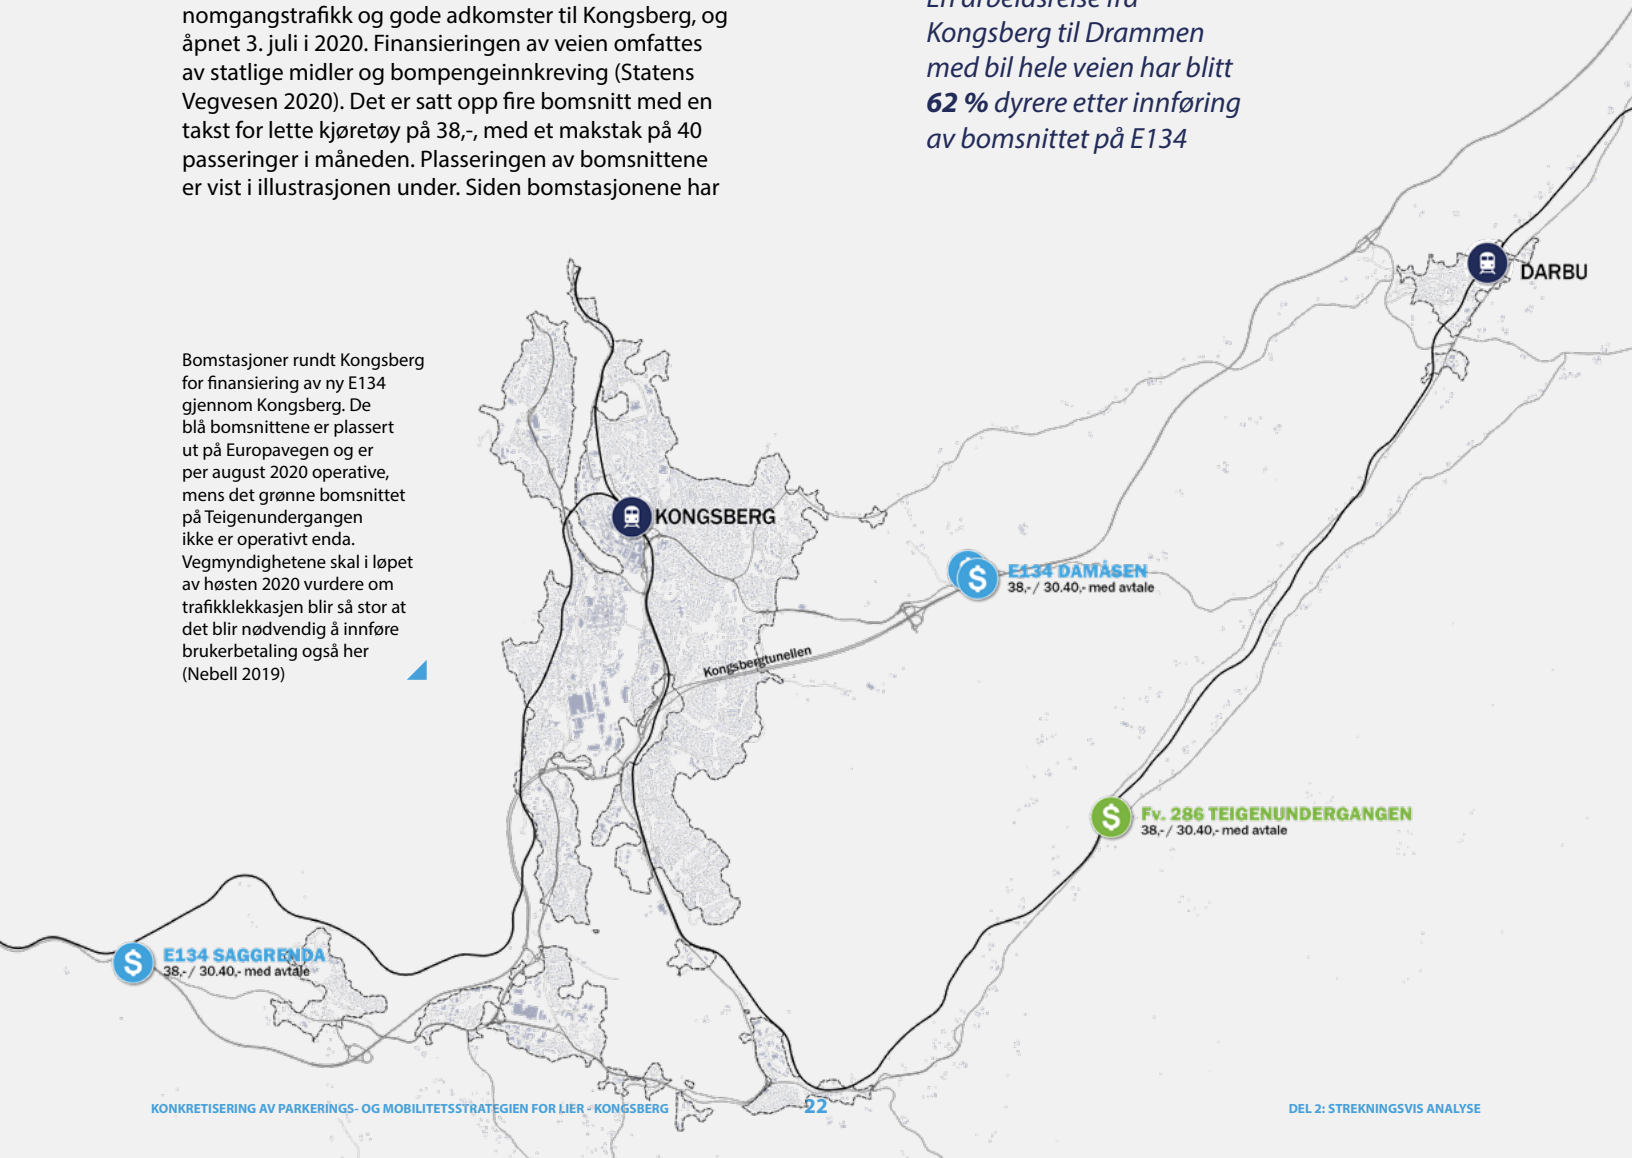 nomgangstrafikk og gode adkomster til Kongsberg, og
åpnet 3. juli i 2020. Finansieringen av veien omfattes
av statlige midler og bompengeinnkreving (Statens
Vegvesen 2020). Det er satt opp fire bomsnitt med en
takst for lette kjøretøy på 38,-, med et makstak på 40
passeringer i måneden. Plasseringen av bomsnittene
er vist i illustrasjonen under. Siden bomstasjonene har
En arbeidsreise fra
Kongsberg til Drammen
med bil hele veien har blitt
62 % dyrere etter innføring
av bomsnittet på E134
DARBU
Bomstasjoner rundt Kongsberg
for finansiering av ny E134
gjennom Kongsberg. De
blå bomsnittene er plassert
ut på Europavegen og er
per august 2020 operative,
mens det grønne bomsnittet
på Teigenundergangen
ikke er operativt enda.
Vegmyndighetene skal i løpet
av høsten 2020 vurdere om
trafikklekkasjen blir så stor at
det blir nødvendig å innføre
brukerbetaling også her
(Nebell 2019)
KONGSBERG
$
E134 DAMÅSEN
38,- / 30.40,- med avtale
Kongsbergtunellen
$
Fv. 286 TEIGENUNDERGANGEN
38,- / 30.40,- med avtale
$
E134 SAGGRENDA
38,- / 30.40,- med avtale
KONKRETISERING AV PARKERINGS- OG MOBILITETSSTRATEGIEN FOR LIER - KONGSBERG
22
DEL 2: STREKNINGSVIS ANALYSE